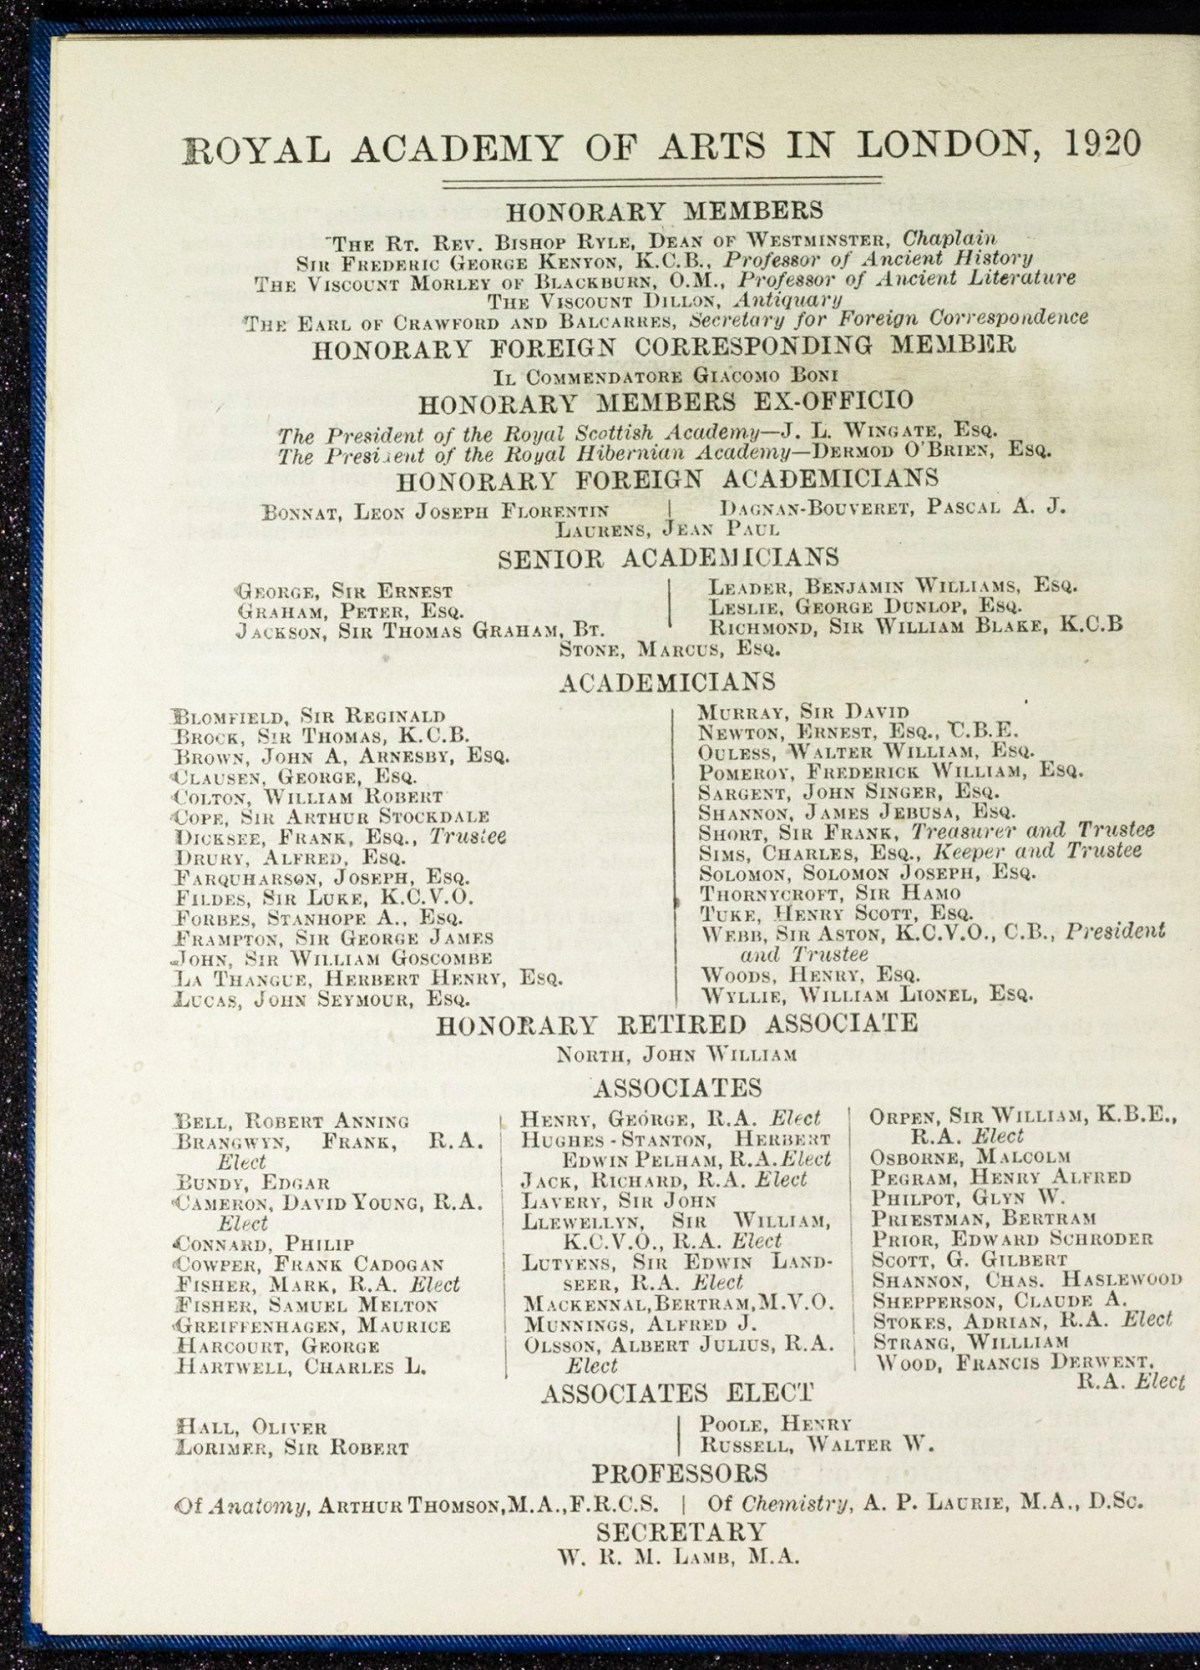 ROYAL ACADEMY OF ARTS IN LONDON, 1920
HONORARY MEMBERS
THE RT. REV. BISHOP RYLE, DEAN OF WESTMINSTER, Chaplain
SIR FREDERIC GEORGE KENYON, K.C.B., Professor of Ancient History
THE VISCOUNT MORLEY OF BLACKBURN, O.M., Professor of Ancient Literature
THE VISCOUNT DILLON, Antiquary
THE EARL OF CRAWFORD AND BALCARRES, Secretary for Foreign Correspondence
HONORARY FOREIGN CORRESPONDING MEMBER
IL COMMENDATORE GIACOMO BONI
HONORARY MEMBERS EX-OFFICIO
The President of the Royal Scottish Academy—J. L. WINGATE, ESQ.
The President of the Royal Hibernian Academy—DERMOD O'BRIEN, ESQ.
HONORARY FOREIGN ACADEMICIANS
BONNAT, LEON JOSEPH FLORENTIN | DAGNAN-BOUVERET, PASCAL A. J.
LAURENS, JEAN PAUL
SENIOR ACADEMICIANS
GEORGE, SIR ERNEST
GRAHAM, PETER, ESQ.
JACKSON, SIR THOMAS GRAHAM, BT.
LEADER, BENJAMIN WILLIAMS, ESQ.
LESLIE, GEORGE DUNLOP, ESQ.
RICHMOND, SIR WILLIAM BLAKE, K.C.B
STONE, MARCUS, ESQ.
ACADEMICIANS
BLOMFIELD, SIR REGINALD
BROCK, SIR THOMAS, K.C.B.
BROWN, JOHN A, ARNESBY, ESQ.
CLAUSEN, GEORGE, ESQ.
COLTON, WILLIAM ROBERT
COPE, SIR ARTHUR STOCKDALE
DICKSEE, FRANK, ESQ., Trustee
DRURY, ALFRED, ESQ.
FARQUHARSON, JOSEPH, ESQ.
FILDES, SIR LUKE, K.C.V.O.
FORBES, STANHOPE A., ESQ.
FRAMPTON, SIR GEORGE JAMES
JOHN, SIR WILLIAM GOSCOMBE
LA THANGUE, HERBERT HENRY, ESQ.
LUCAS, JOHN SEYMOUR, ESQ.
MURRAY, SIR DAVID
NEWTON, ERNEST, ESQ., C.B.E.
OULESS, WALTER WILLIAM, ESQ.
POMEROY, FREDERICK WILLIAM, ESQ.
SARGENT, JOHN SINGER, ESQ.
SHANNON, JAMES JEBUSA, ESQ.
SHORT, SIR FRANK, Treasurer and Trustee
SIMS, CHARLES, ESQ., Keeper and Trustee
SOLOMON, SOLOMON JOSEPH, ESQ.
THORNYCROFT, SIR HAMO
TUKE, HENRY SCOTT, ESQ.
WEBB, SIR ASTON, K.C.V.O., C.B., President
and Trustee
WOODS, HENRY, ESQ.
WYLLIE, WILLIAM LIONEL, ESQ.
HONORARY RETIRED ASSOCIATE
NORTH, JOHN WILLIAM
ASSOCIATES
BELL, ROBERT ANNING
BRANGWYN, FRANK, R.A.
Elect
BUNDY, EDGAR
CAMERON, DAVID YOUNG, R.A.
Elect
CONNARD, PHILIP
COWPER, FRANK CADOGAN
FISHER, MARK, R.A. Elect
FISHER, SAMUEL MELTON
GREIFFENHAGEN, MAURICE
HARCOURT, GEORGE
HARTWELL, CHARLES L.
HENRY, GEORGE, R.A. Elect
HUGHES-STANTON, HERBERT
EDWIN PELHAM, R.A. Elect
JACK, RICHARD, R.A. Elect
LAVERY, SIR JOHN
LLEWELLYN, SIR WILLIAM,
K.C.V.O., R.A. Elect
LUTYENS, SIR EDWIN LAND-
SEER, R.A. Elect
MACKENNAL, BERTRAM, M.V.O.
MUNNINGS, ALFRED J.
OLSSON, ALBERT JULIUS, R.A.
Elect
ORPEN, SIR WILLIAM, K.B.E.,
R.A. Elect
OSBORNE, MALCOLM
PEGRAM, HENRY ALFRED
PHILPOT, GLYN W.
PRIESTMAN, BERTRAM
PRIOR, EDWARD SCHRODER
SCOTT, G. GILBERT
SHANNON, CHAS. HASLEWOOD
SHEPPERSON, CLAUDE A.
STOKES, ADRIAN, R.A. Elect
STRANG, WILLLIAM
WOOD, FRANCIS DERWENT,
R.A. Elect
ASSOCIATES ELECT
HALL, OLIVER
LORIMER, SIR ROBERT
POOLE, HENRY
RUSSELL, WALTER W.
PROFESSORS
Of Anatomy, ARTHUR THOMSON, M.A., F.R.C.S. | Of Chemistry, A. P. LAURIE, M.A., D.Sc.
SECRETARY
W. R. M. LAMB, M.A.